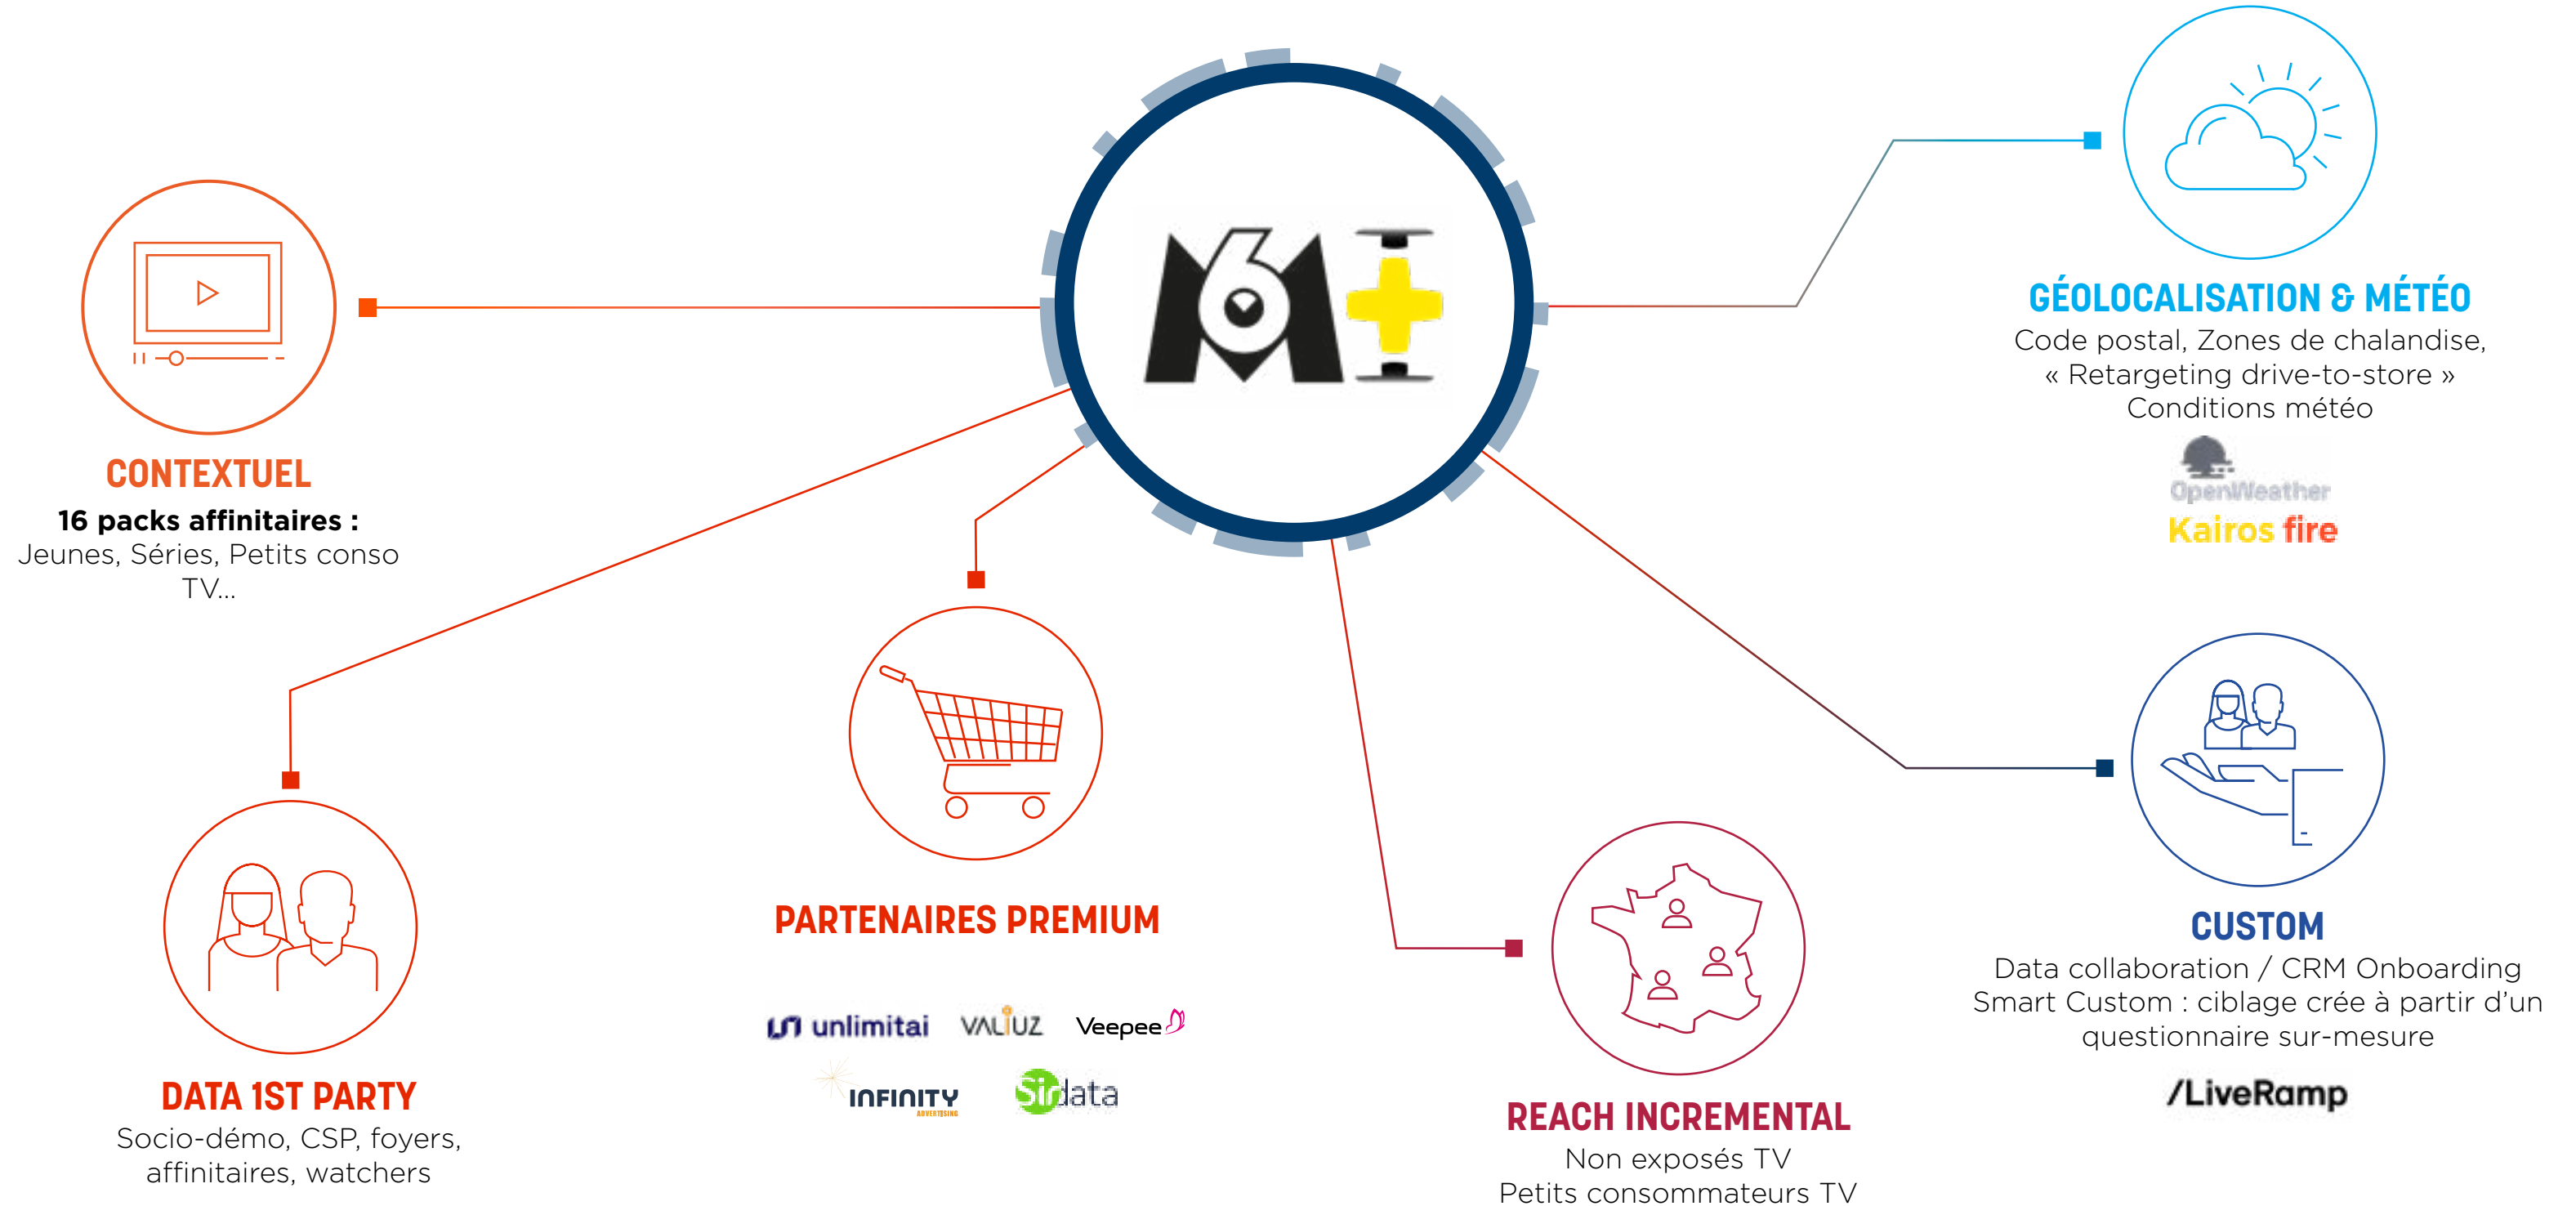 M6+
CONTEXTUEL
16 packs affinitaires :
Jeunes, Séries, Petits conso
TV...
DATA 1ST PARTY
Socio-démo, CSP, foyers,
affinitaires, watchers
PARTENAIRES PREMIUM
unlimitai VALIUZ Veepee
INFINITY
ADVERTISING
Sirdata
REACH INCREMENTAL
Non exposés TV
Petits consommateurs TV
GÉOLOCALISATION & MÉTÉO
Code postal, Zones de chalandise,
« Retargeting drive-to-store »
Conditions météo
OpenWeather
Kairos fire
CUSTOM
Data collaboration / CRM Onboarding
Smart Custom : ciblage crée à partir d’un
questionnaire sur-mesure
/LiveRamp